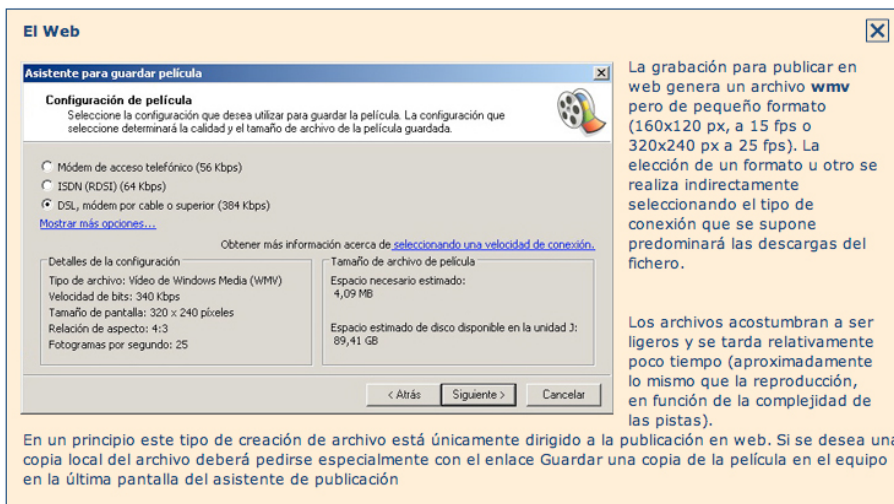 El Web
Asistente para guardar película
Configuración de película
Seleccione la configuración que desea utilizar para guardar la película. La configuración que
seleccione determinará la calidad y el tamaño de archivo de la película guardada.
Módem de acceso telefónico (56 Kbps)
ISDN (RDSI) (64 Kbps)
DSL, módem por cable o superior (384 Kbps)
Mostrar más opciones...
Obtener más información acerca de seleccionando una velocidad de conexión.
Detalles de la configuración
Tipo de archivo: Vídeo de Windows Media (WMV)
Velocidad de bits: 340 Kbps
Tamaño de pantalla: 320 x 240 píxeles
Relación de aspecto: 4:3
Fotogramas por segundo: 25
Tamaño de archivo de película
Espacio necesario estimado:
4,09 MB
Espacio estimado de disco disponible en la unidad J:
89,41 GB
< Atrás
Siguiente >
Cancelar
La grabación para publicar en
web genera un archivo wmv
pero de pequeño formato
(160x120 px, a 15 fps o
320x240 px a 25 fps). La
elección de un formato u otro se
realiza indirectamente
seleccionando el tipo de
conexión que se supone
predominará las descargas del
fichero.
Los archivos acostumbran a ser
ligeros y se tarda relativamente
poco tiempo (aproximadamente
lo mismo que la reproducción,
en función de la complejidad de
las pistas).
En un principio este tipo de creación de archivo está únicamente dirigido a la publicación en web. Si se desea una
copia local del archivo deberá pedirse especialmente con el enlace Guardar una copia de la película en el equipo
en la última pantalla del asistente de publicación